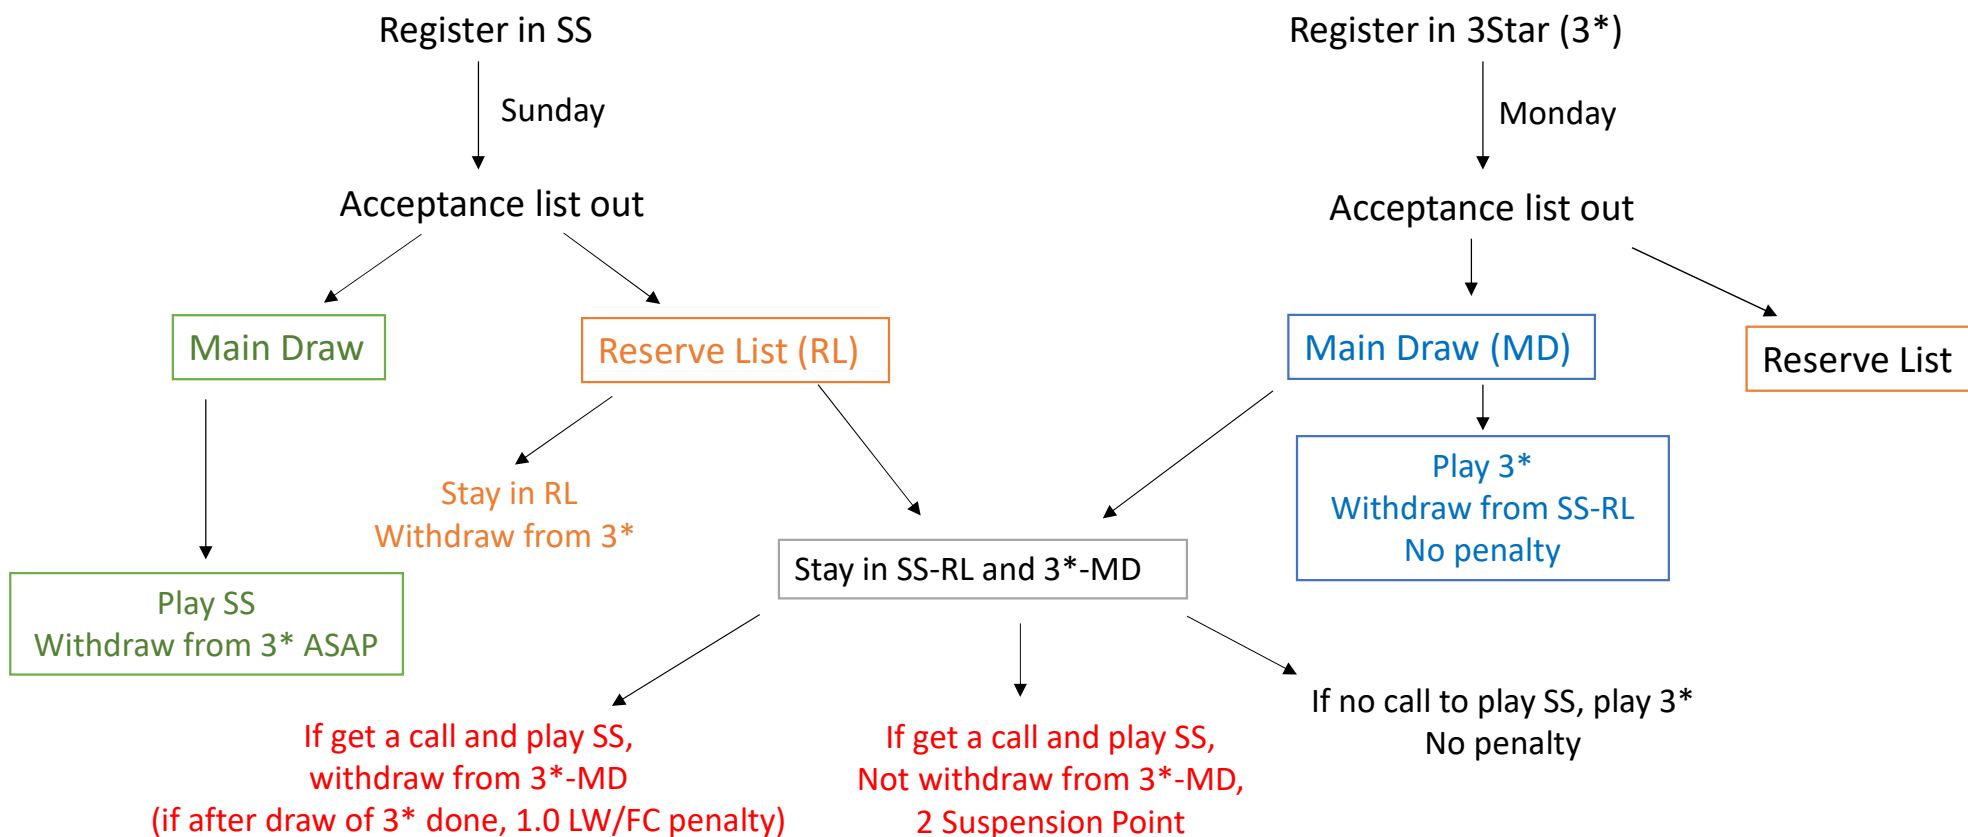 Register in SS
Register in 3Star (3*)
Sunday
Monday
Acceptance list out
Acceptance list out
Main Draw
Reserve List (RL)
Main Draw (MD)
Reserve List
Stay in RL
Withdraw from 3*
Play 3*
Withdraw from SS-RL
No penalty
Stay in SS-RL and 3*-MD
Play SS
Withdraw from 3* ASAP
If get a call and play SS,
withdraw from 3*-MD
(if after draw of 3* done, 1.0 LW/FC penalty)
If get a call and play SS,
Not withdraw from 3*-MD,
2 Suspension Point
If no call to play SS, play 3*
No penalty